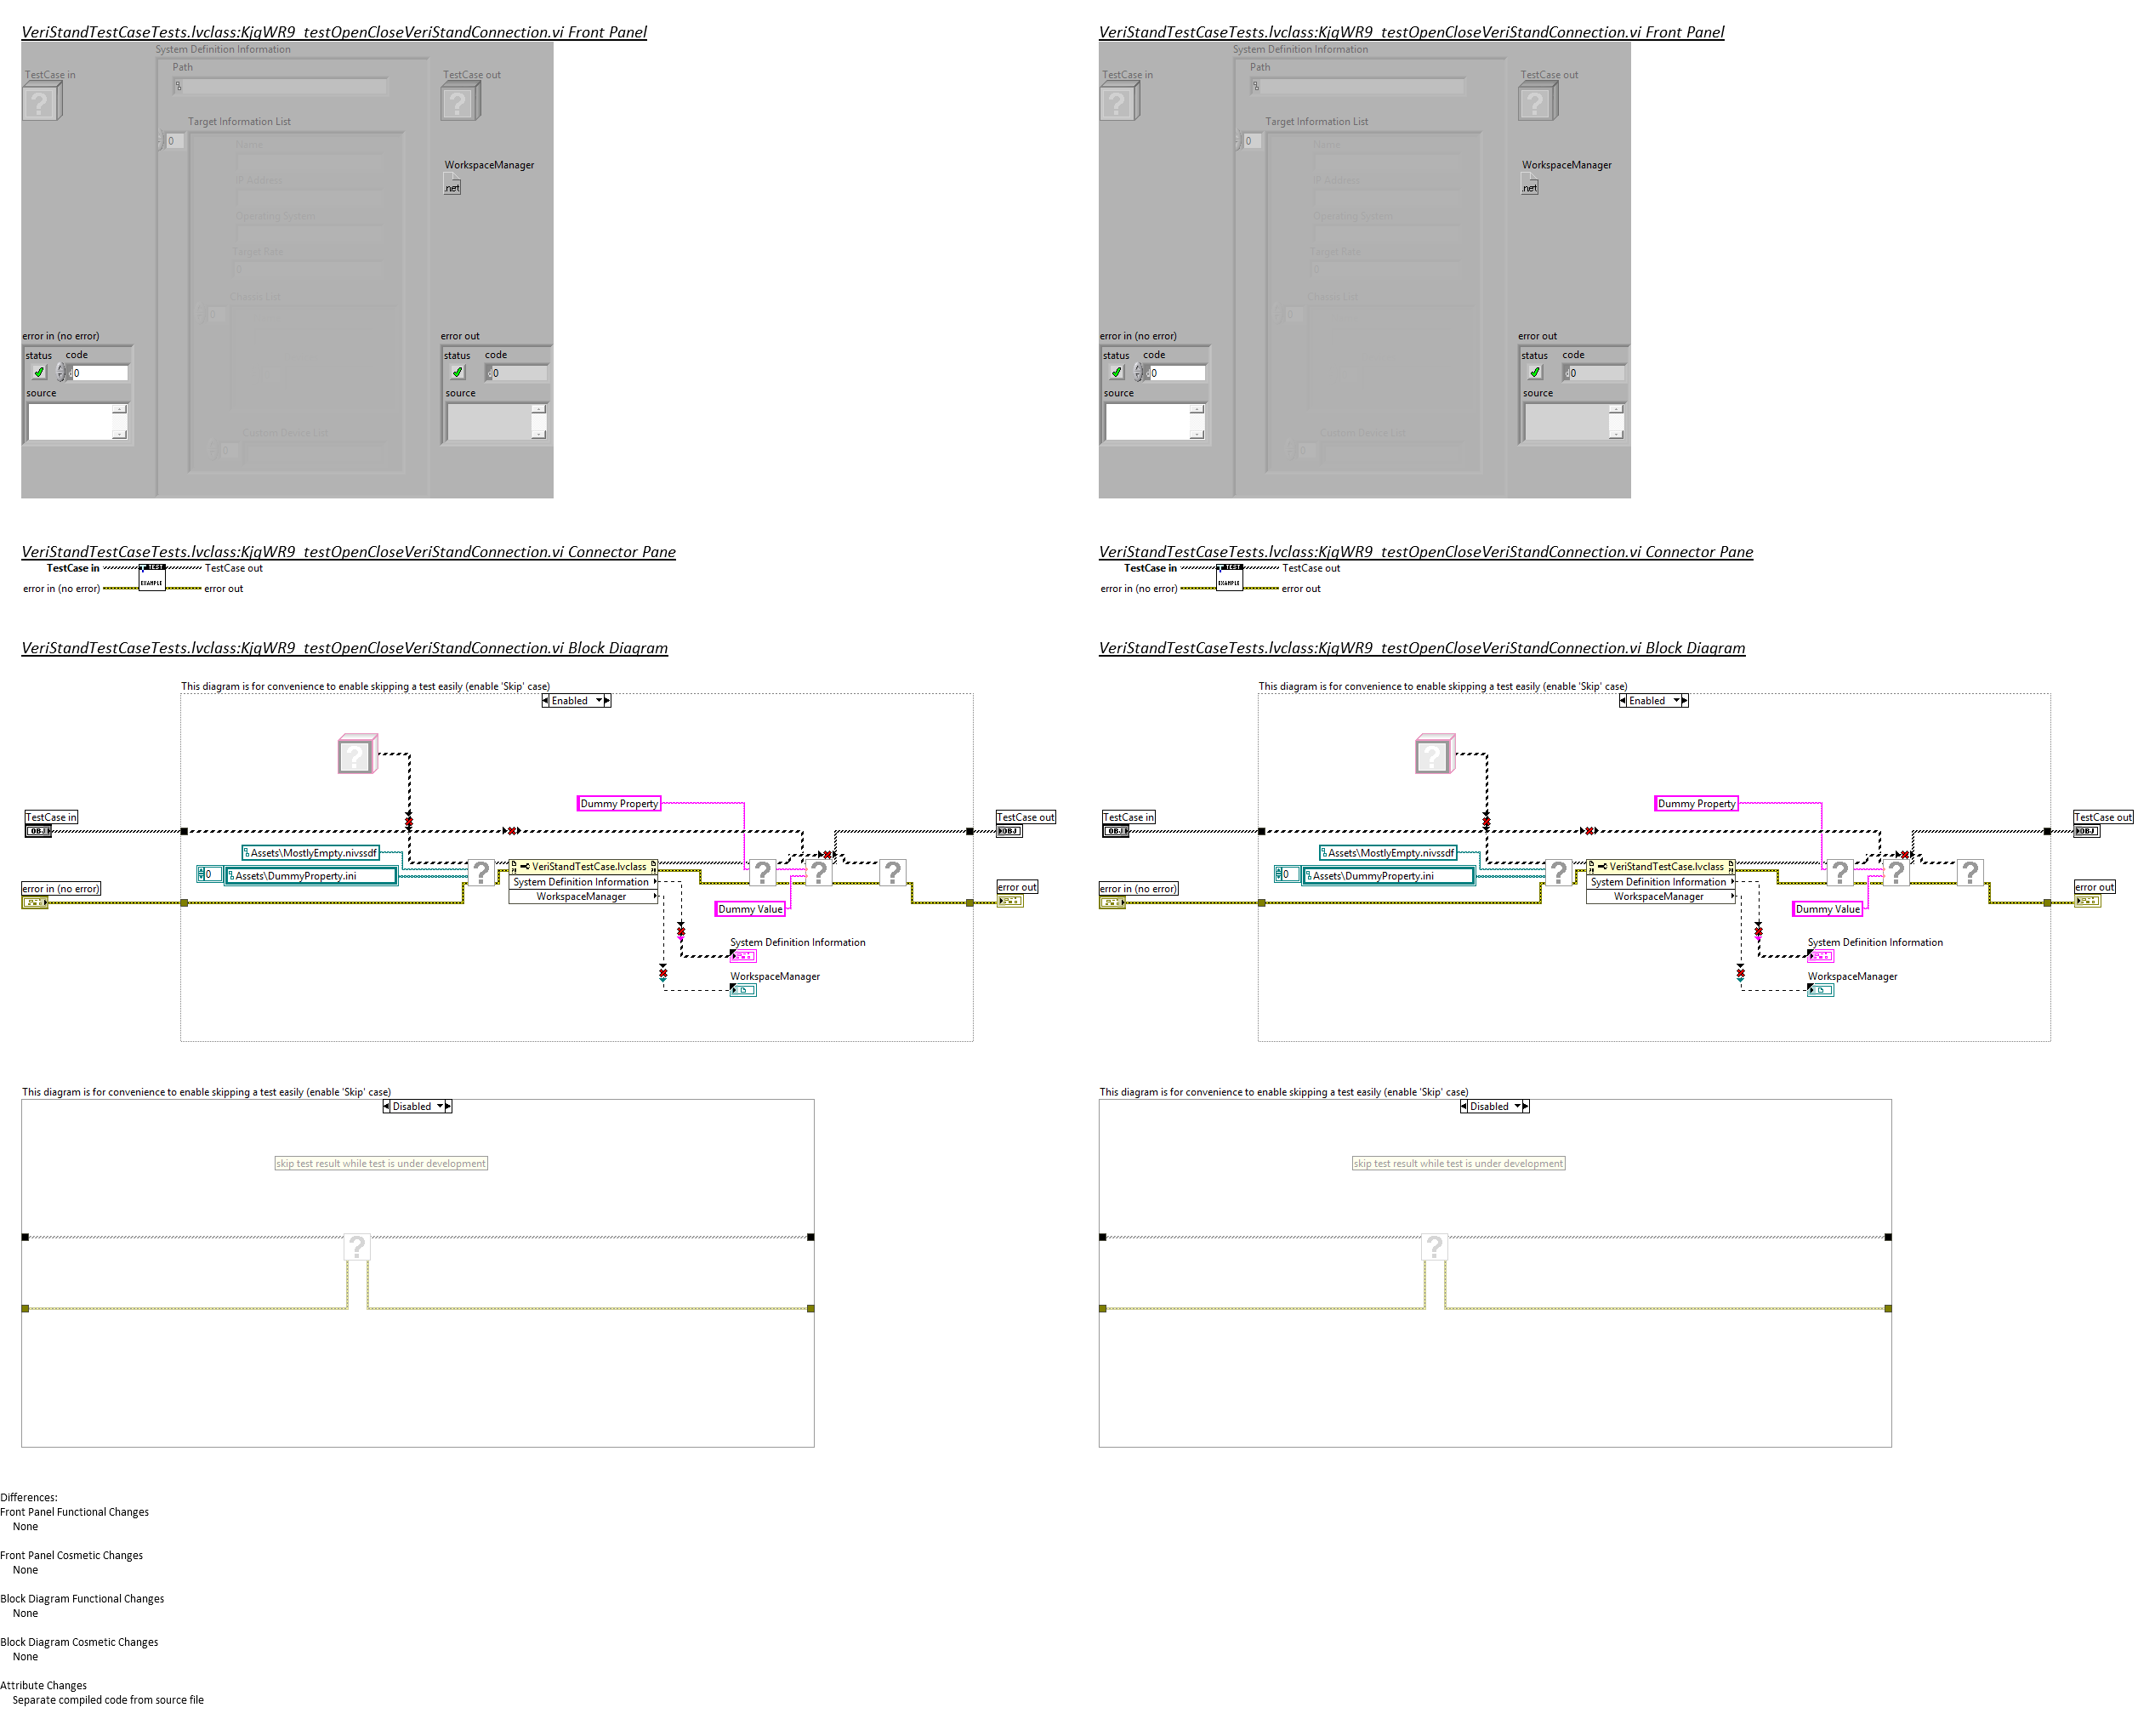 VeriStandTestCaseTests.lvclass:KjqWR9_testOpenCloseVeriStandConnection.vi Front Panel
System Definition Information
TestCase in
Path
TestCase out
Target Information List
0
Name
WorkspaceManager
.net
IP Address
Operating System
Target Rate
0
Chassis List
0
error in (no error)
status code
0
source
error out
status code
0
source
Custom Device List
0
VeriStandTestCaseTests.lvclass:KjqWR9_testOpenCloseVeriStandConnection.vi Front Panel
System Definition Information
TestCase in
Path
TestCase out
Target Information List
0
Name
WorkspaceManager
.net
IP Address
Operating System
Target Rate
0
Chassis List
0
error in (no error)
status code
0
source
error out
status code
0
source
Custom Device List
0
VeriStandTestCaseTests.lvclass:KjqWR9_testOpenCloseVeriStandConnection.vi Connector Pane
TestCase in
TEST
EXAMPLE
TestCase out
error in (no error)
error out
VeriStandTestCaseTests.lvclass:KjqWR9_testOpenCloseVeriStandConnection.vi Connector Pane
TestCase in
TEST
EXAMPLE
TestCase out
error in (no error)
error out
VeriStandTestCaseTests.lvclass:KjqWR9_testOpenCloseVeriStandConnection.vi Block Diagram
This diagram is for convenience to enable skipping a test easily (enable 'Skip' case)
Enabled
?
Dummy Property
TestCase in
OBJ
TestCase out
OBJ
Assets\MostlyEmpty.nivssdf
0
Assets\DummyProperty.ini
?
VeriStandTestCase.lvclass
System Definition Information
WorkspaceManager
?
?
?
error in (no error)
error out
Dummy Value
System Definition Information
WorkspaceManager
VeriStandTestCaseTests.lvclass:KjqWR9_testOpenCloseVeriStandConnection.vi Block Diagram
This diagram is for convenience to enable skipping a test easily (enable 'Skip' case)
Enabled
?
Dummy Property
TestCase in
OBJ
TestCase out
OBJ
Assets\MostlyEmpty.nivssdf
0
Assets\DummyProperty.ini
?
VeriStandTestCase.lvclass
System Definition Information
WorkspaceManager
?
?
?
error in (no error)
error out
Dummy Value
System Definition Information
WorkspaceManager
This diagram is for convenience to enable skipping a test easily (enable 'Skip' case)
Disabled
skip test result while test is under development
?
This diagram is for convenience to enable skipping a test easily (enable 'Skip' case)
Disabled
skip test result while test is under development
?
Differences:
Front Panel Functional Changes
None
Front Panel Cosmetic Changes
None
Block Diagram Functional Changes
None
Block Diagram Cosmetic Changes
None
Attribute Changes
Separate compiled code from source file